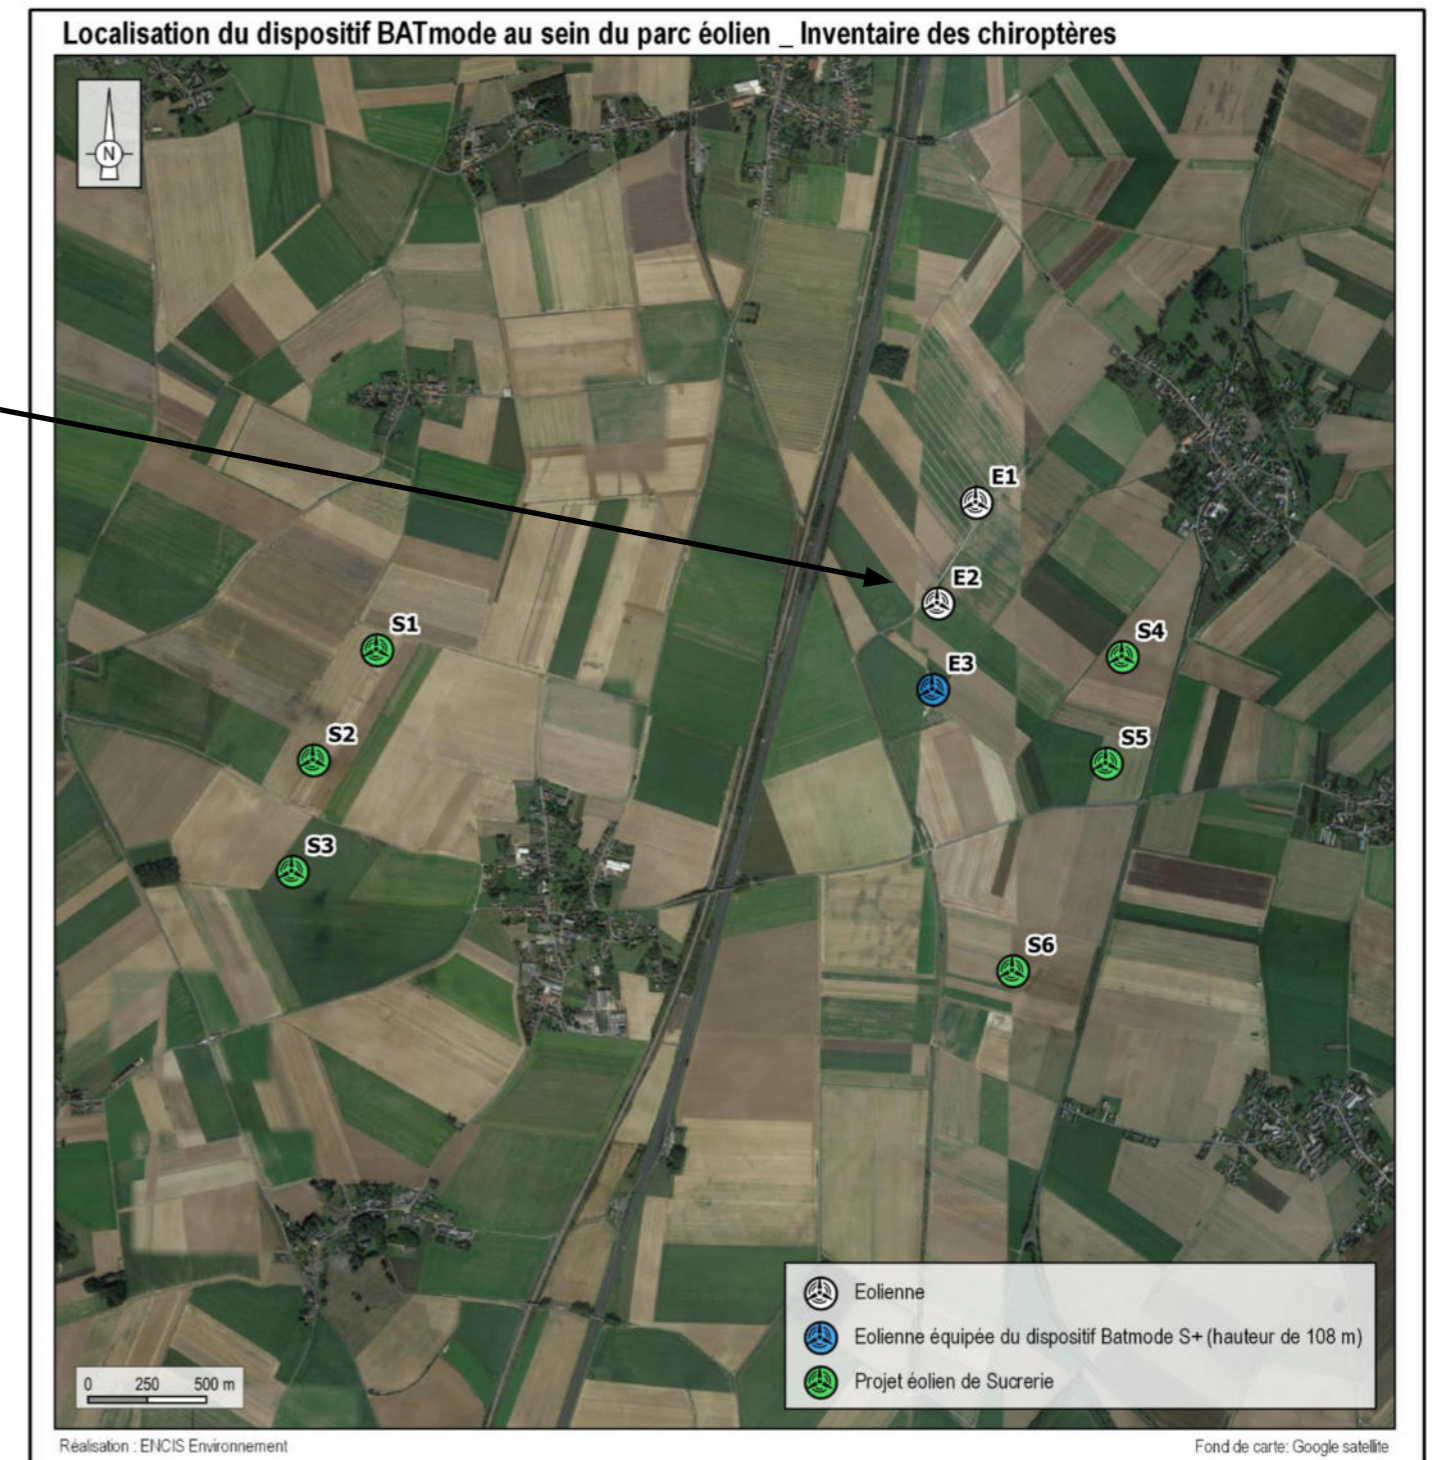 Localisation du dispositif BATmode au sein du parc éolien _ Inventaire des chiroptères
N
E1
E2
S1
S4
E3
S2
S5
S3
S6
Eolienne
Eolienne équipée du dispositif Batmode S+ (hauteur de 108 m)
Projet éolien de Sucrerie
0 250 500 m
Réalisation : ENCIS Environnement
Fond de carte: Google satellite